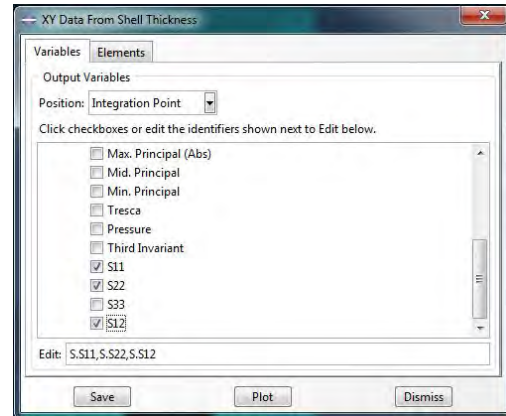 XY Data From Shell Thickness
Variables Elements
Output Variables
Position: Integration Point
Click checkboxes or edit the identifiers shown next to Edit below.
Max. Principal (Abs)
Mid. Principal
Min. Principal
Tresca
Pressure
Third Invariant
S11
S22
S33
S12
Edit: S.S11,S.S22,S.S12
Save Plot Dismiss